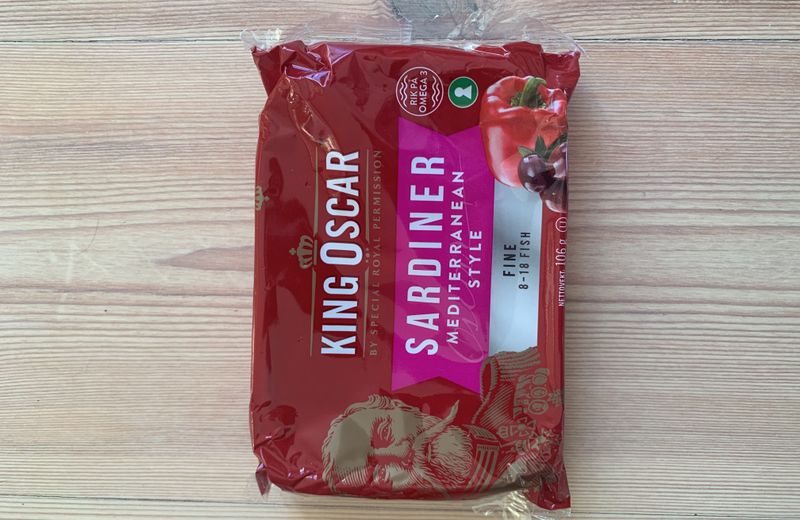 KING OSCAR
BY SPECIAL ROYAL PERMISSION
RIK PÅ
OMEGA 3
SARDINER
MEDITERRANEAN
STYLE
FINE
8-18 FISH
NETTOVEKT 106 g